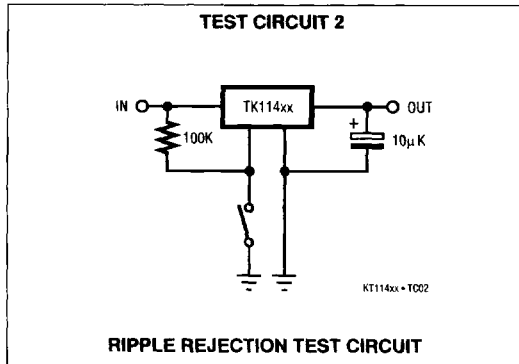 TEST CIRCUIT 2
IN
TK114xx
OUT
100K
+
10μ K
KT114xx • TC02
RIPPLE REJECTION TEST CIRCUIT